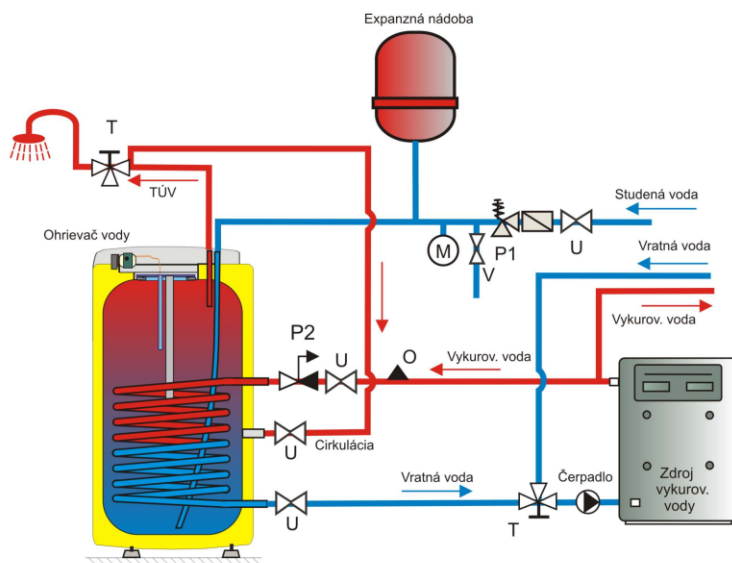 Expanzná nádoba
T
TÚV
Studená voda
Ohrievač vody
M
V
P1
U
Vratná voda
Vykurov. voda
P2
U
O
Vykurov. voda
U
Cirkulácia
Vratná voda
Čerpadlo
U
T
Zdroj
vykurov.
vody